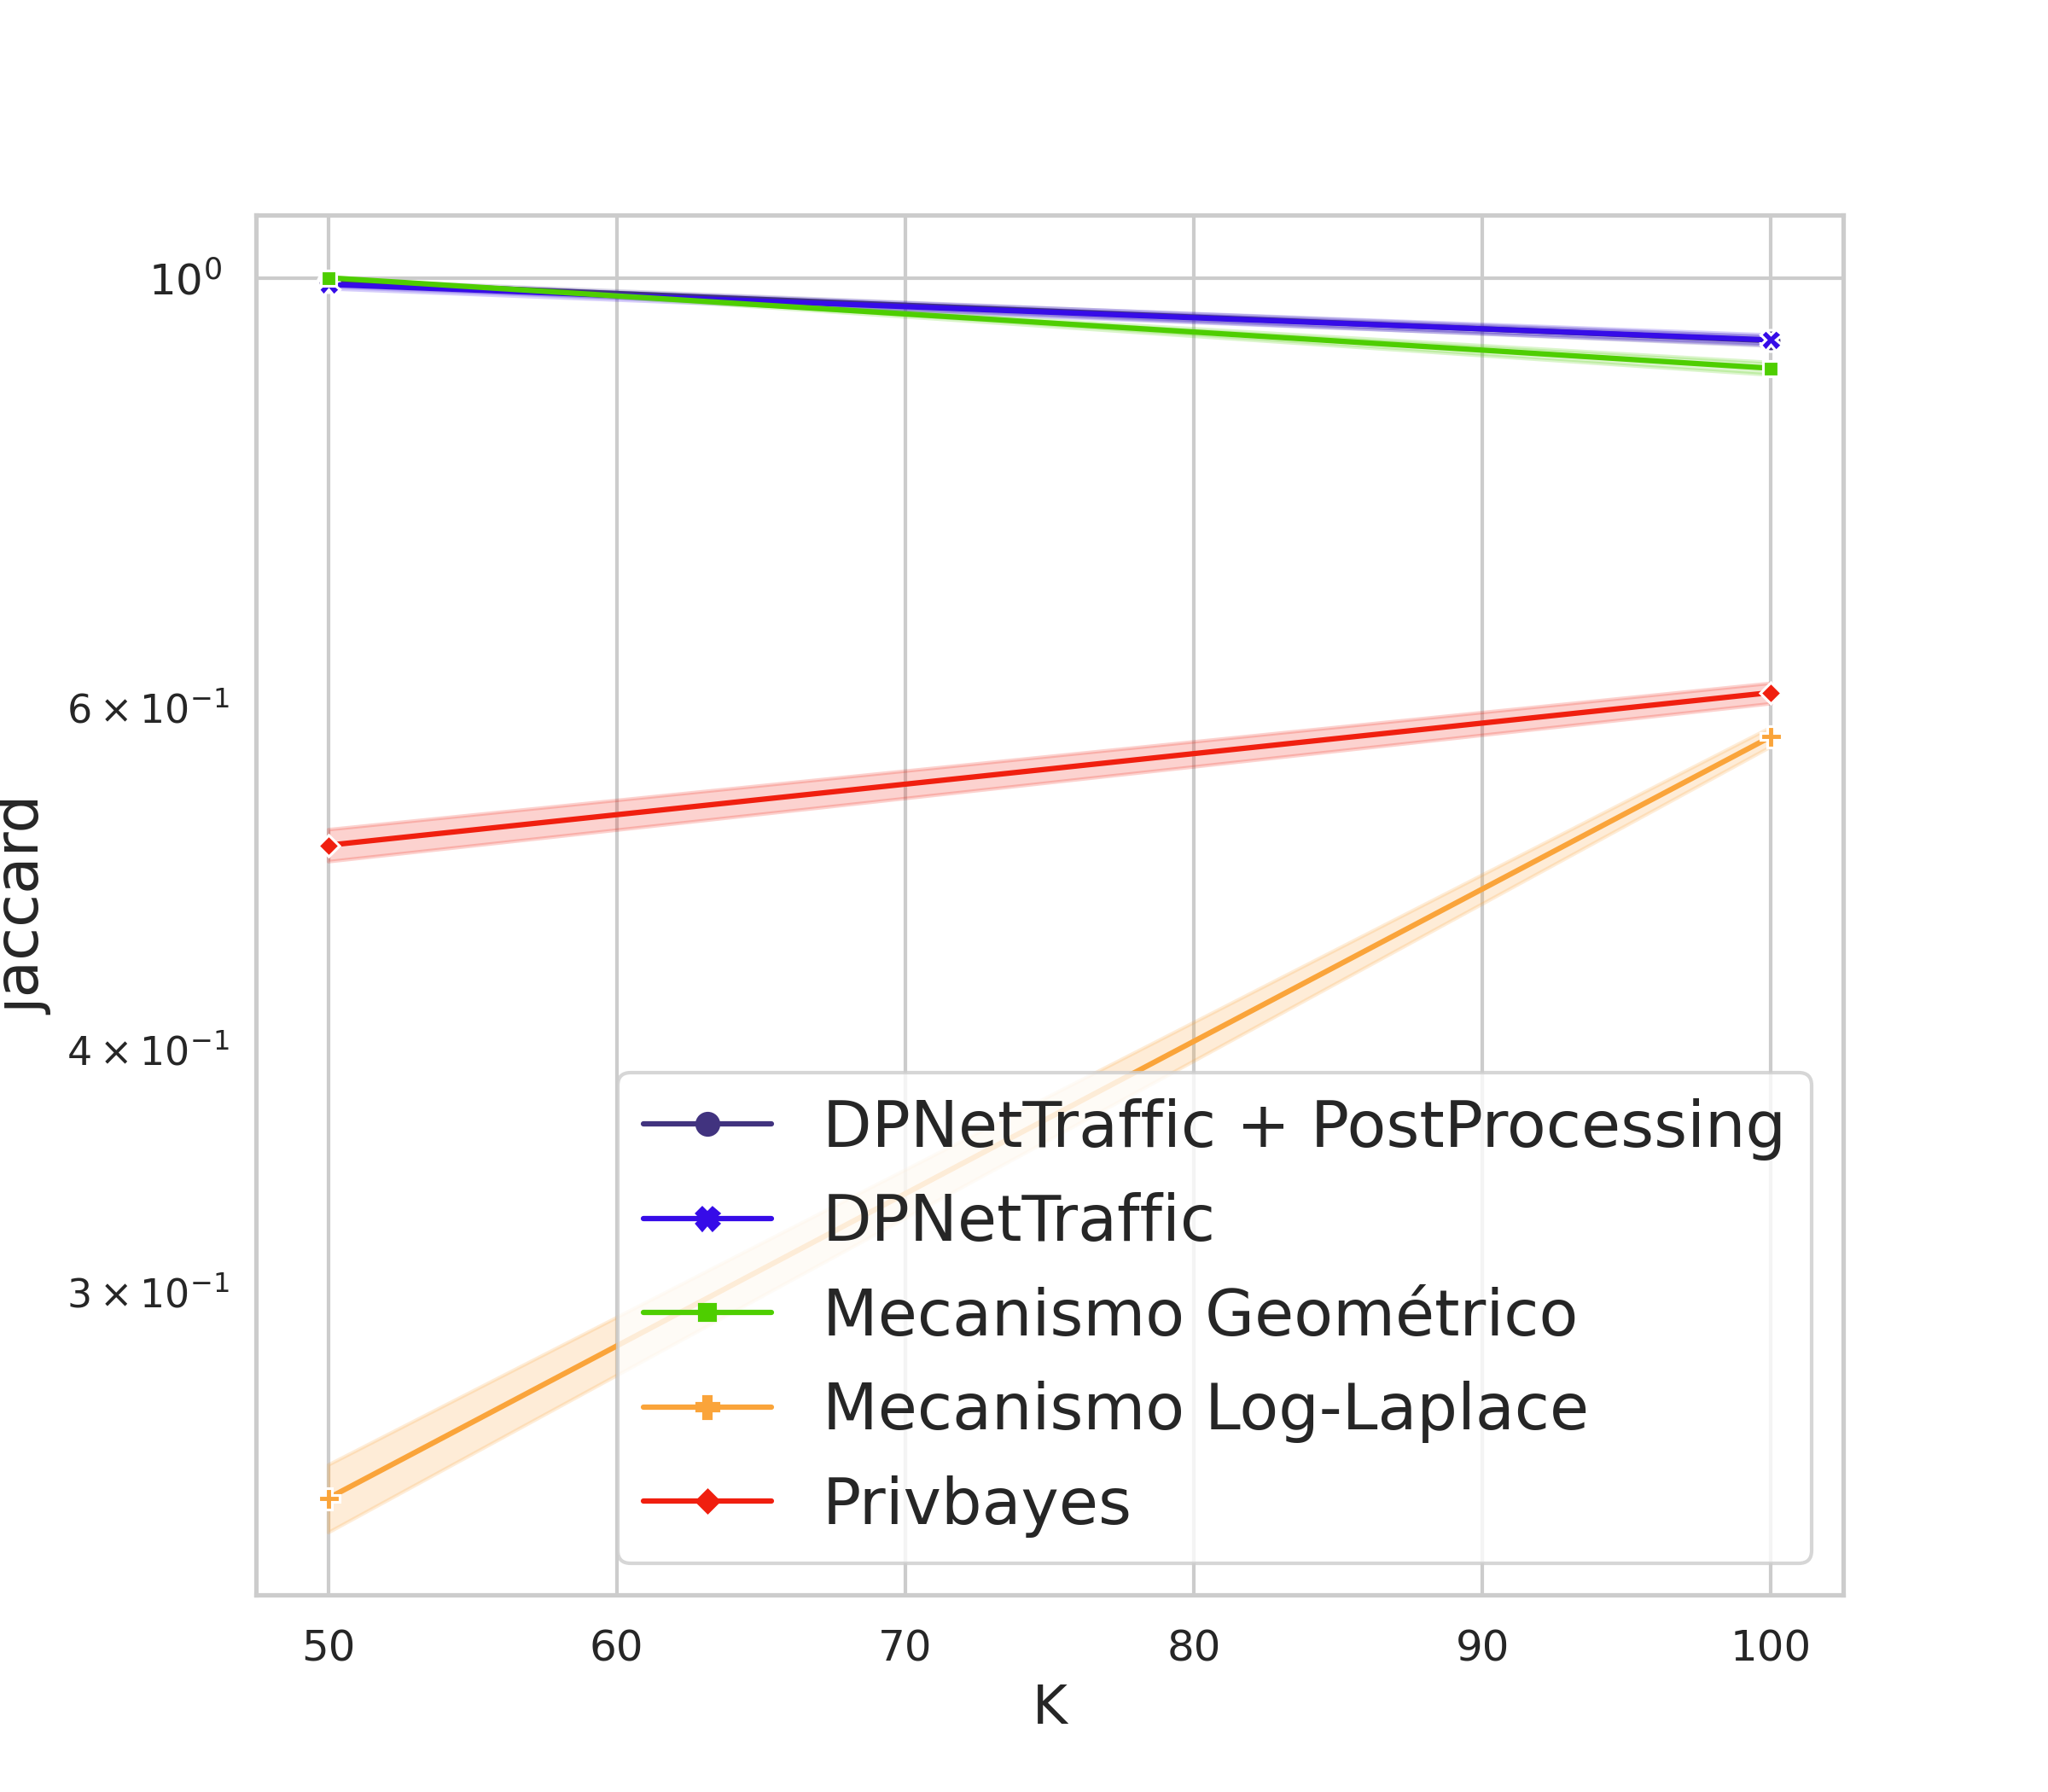 10⁰
6 × 10⁻¹
4 × 10⁻¹
3 × 10⁻¹
jaccard
DPNetTraffic + PostProcessing
DPNetTraffic
Mecanismo Geométrico
Mecanismo Log-Laplace
Privbayes
50 60 70 80 90 100
K